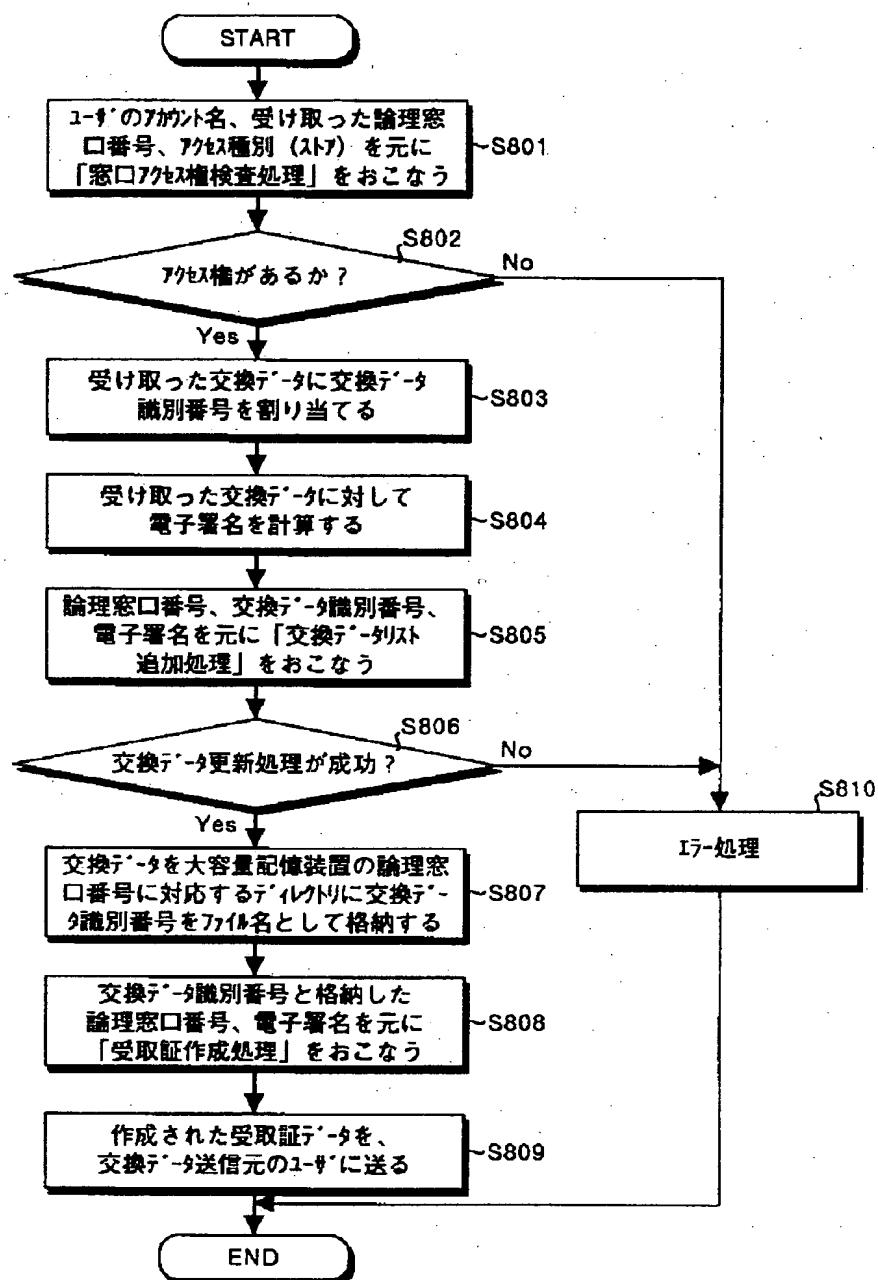 START
ユーザのアカウント名、受け取った論理窓
口番号、アクセス種別（ストア）を元に
「窓口アクセス権検査処理」をおこなう
S801
S802
アクセス権があるか？
No
Yes
受け取った交換データに交換データ
識別番号を割り当てる
S803
受け取った交換データに対して
電子署名を計算する
S804
論理窓口番号、交換データ識別番号、
電子署名を元に「交換データリスト
追加処理」をおこなう
S805
S806
交換データ更新処理が成功？
No
Yes
S810
エラー処理
交換データを大容量記憶装置の論理窓
口番号に対応するディレクトリに交換デー
タ識別番号をファイル名として格納する
S807
交換データ識別番号と格納した
論理窓口番号、電子署名を元に
「受取証作成処理」をおこなう
S808
作成された受取証データを、
交換データ送信元のユーザに送る
S809
END